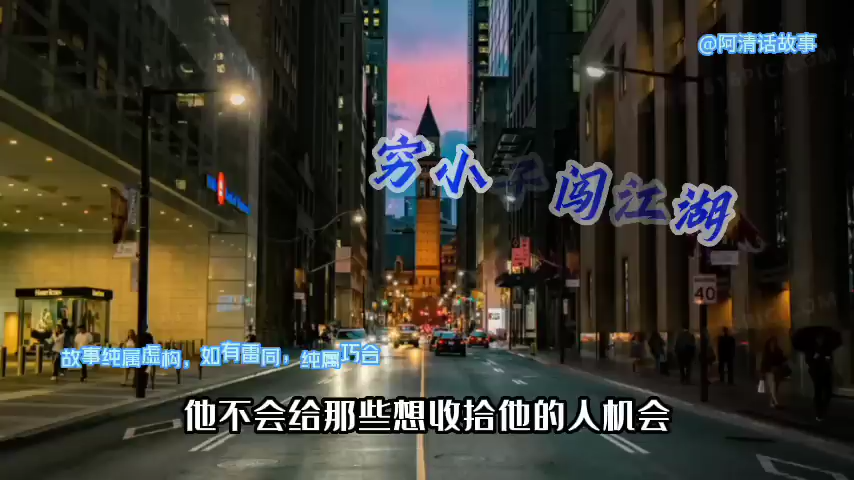 @阿清话故事
穷小子闯江湖
40
故事纯属虚构，如有雷同，纯属巧合
他不会给那些想收拾他的人机会